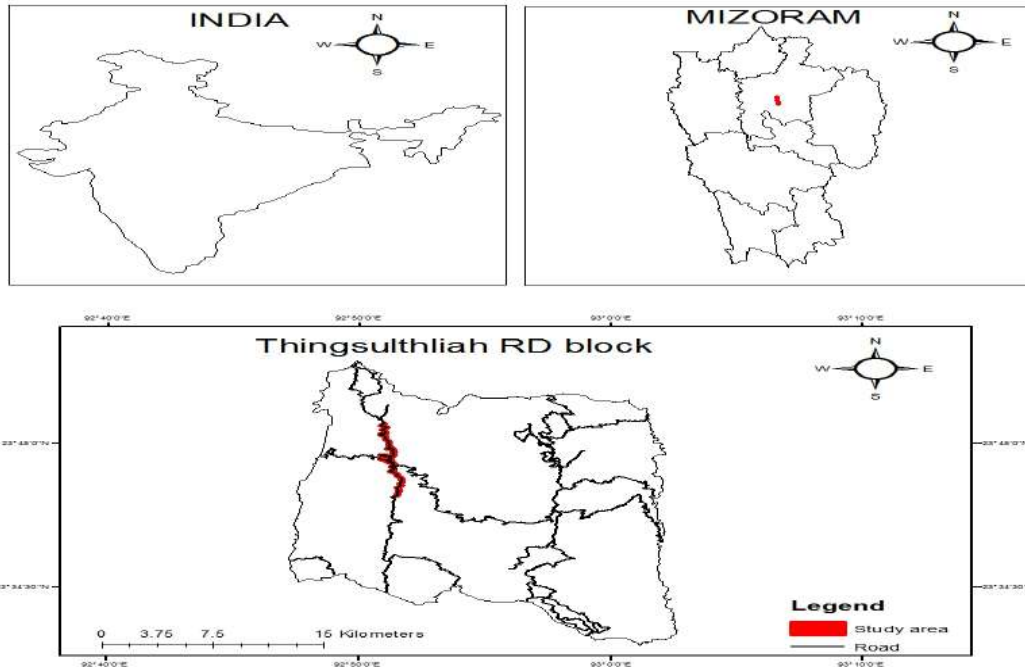 INDIA
N
W E
S
MIZORAM
N
W E
S
92°40'0"E 92°50'0"E 93°0'0"E 93°10'0"E
Thingsulthliah RD block
N
W E
S
Legend
Study area
Road
0 3.75 7.5 15 Kilometers
92°40'0"E 92°50'0"E 93°0'0"E 93°10'0"E